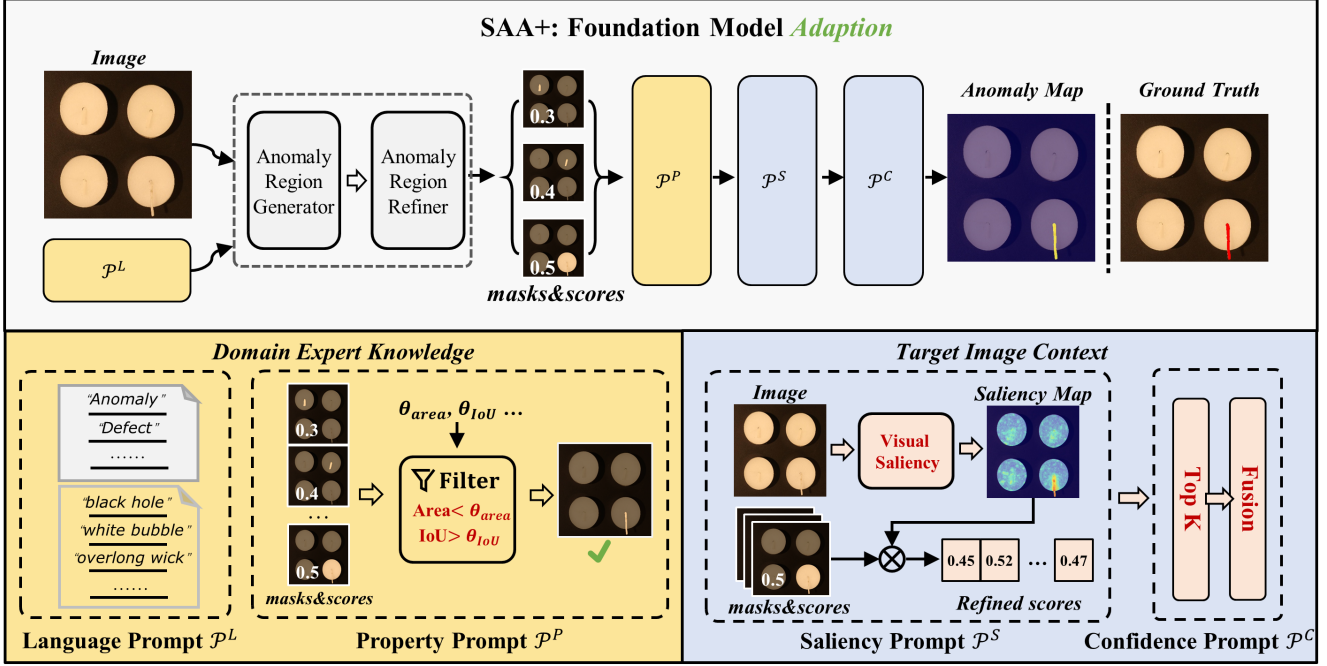 SAA+: Foundation Model Adaption
Image
𝒫^L
Anomaly
Region
Generator
Anomaly
Region
Refiner
0.3
0.4
0.5
masks&scores
𝒫^P
𝒫^S
𝒫^C
Anomaly Map
Ground Truth
Domain Expert Knowledge
“Anomaly”
“Defect”
......
“black hole”
“white bubble”
“overlong wick”
......
Language Prompt 𝒫^L
0.3
0.4
...
0.5
masks&scores
θ_area, θ_IoU ...
Filter
Area< θ_area
IoU> θ_IoU
Property Prompt 𝒫^P
Target Image Context
Image
Visual
Saliency
Saliency Map
0.5
masks&scores
0.45 0.52 ... 0.47
Refined scores
Saliency Prompt 𝒫^S
Top K
Fusion
Confidence Prompt 𝒫^C